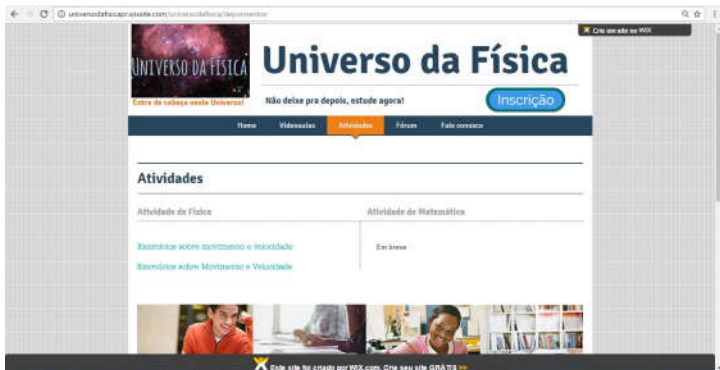 universodafisicapr.wixsite.com/universodafisica/depoimentos
Crie um site no WIX
UNIVERSO DA FÍSICA
Universo da Física
Entre de cabeça neste Universo!
Não deixe pra depois, estude agora!
Inscrição
Home Videoaulas Atividades Fórum Fale conosco
Atividades
Atividade de Física
Atividade de Matemática
Exercícios sobre movimento e velocidade
Em breve
Exercícios sobre Movimento e Velocidade
Este site foi criado por WIX.com. Crie seu site GRÁTIS >>